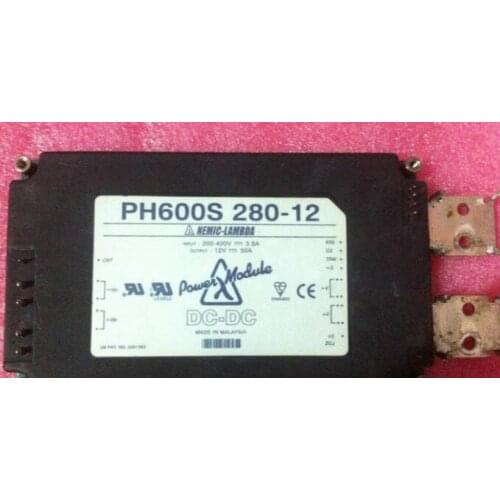 PH600S 280-12
NEMIC-LAMBDA
INPUT : 200-400V 3.8A
OUTPUT : 12V 50A
CNT
Power Module
DC-DC
MADE IN MALAYSIA
CE
-V
+V
+S